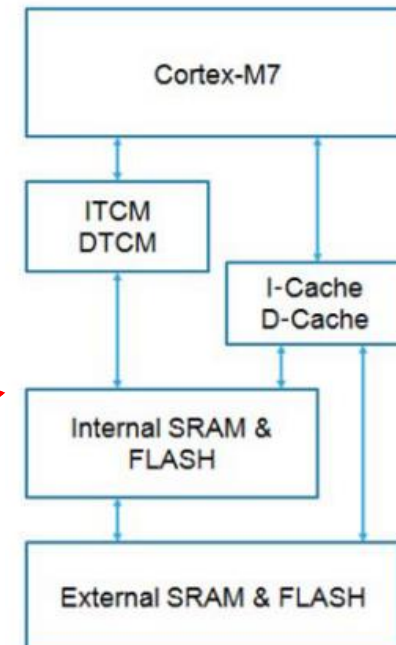 Cortex-M7
ITCM
DTCM
I-Cache
D-Cache
Internal SRAM &
FLASH
External SRAM & FLASH